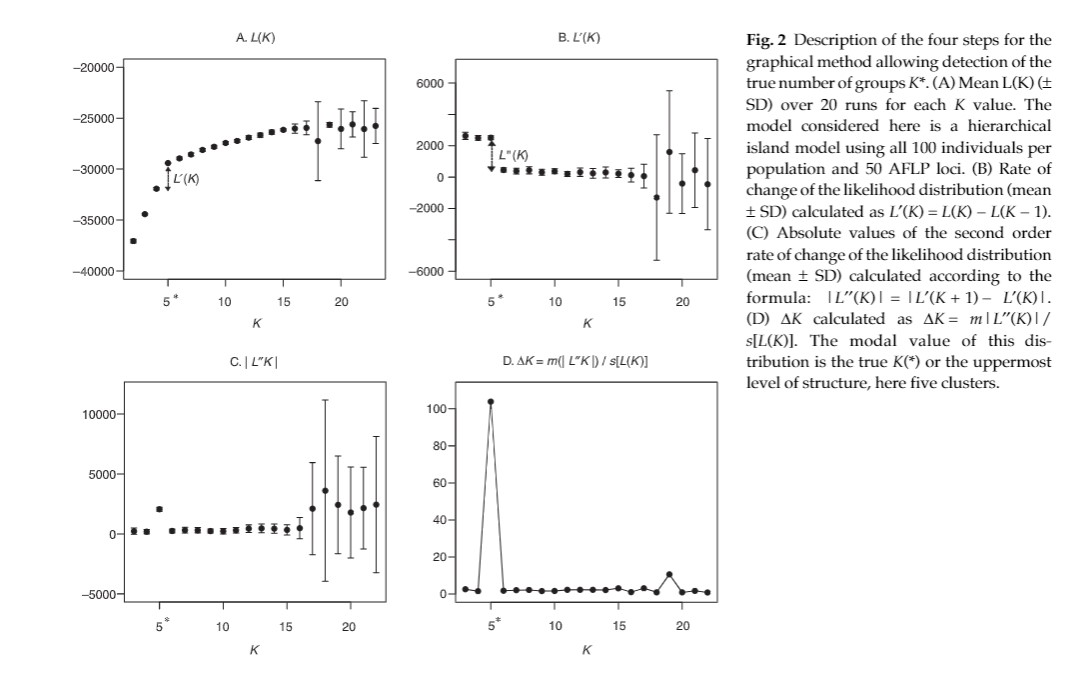 A. L(K)
−20000
−25000
−30000
−35000
−40000
L′(K)
5 * 10 15 20
K
B. L′(K)
6000
2000
0
−2000
−6000
L″(K)
5 * 10 15 20
K
C. | L″K |
10000
5000
0
−5000
5 * 10 15 20
K
D. ΔK = m(| L″K |) / s[L(K)]
100
80
60
40
20
0
5 * 10 15 20
K
Fig. 2 Description of the four steps for the
graphical method allowing detection of the
true number of groups K*. (A) Mean L(K) (±
SD) over 20 runs for each K value. The
model considered here is a hierarchical
island model using all 100 individuals per
population and 50 AFLP loci. (B) Rate of
change of the likelihood distribution (mean
± SD) calculated as L′(K) = L(K) – L(K – 1).
(C) Absolute values of the second order
rate of change of the likelihood distribution
(mean ± SD) calculated according to the
formula: |L″(K)| = |L′(K + 1) – L′(K)|.
(D) ΔK calculated as ΔK = m|L″(K)|/
s[L(K)]. The modal value of this dis-
tribution is the true K(*) or the uppermost
level of structure, here five clusters.